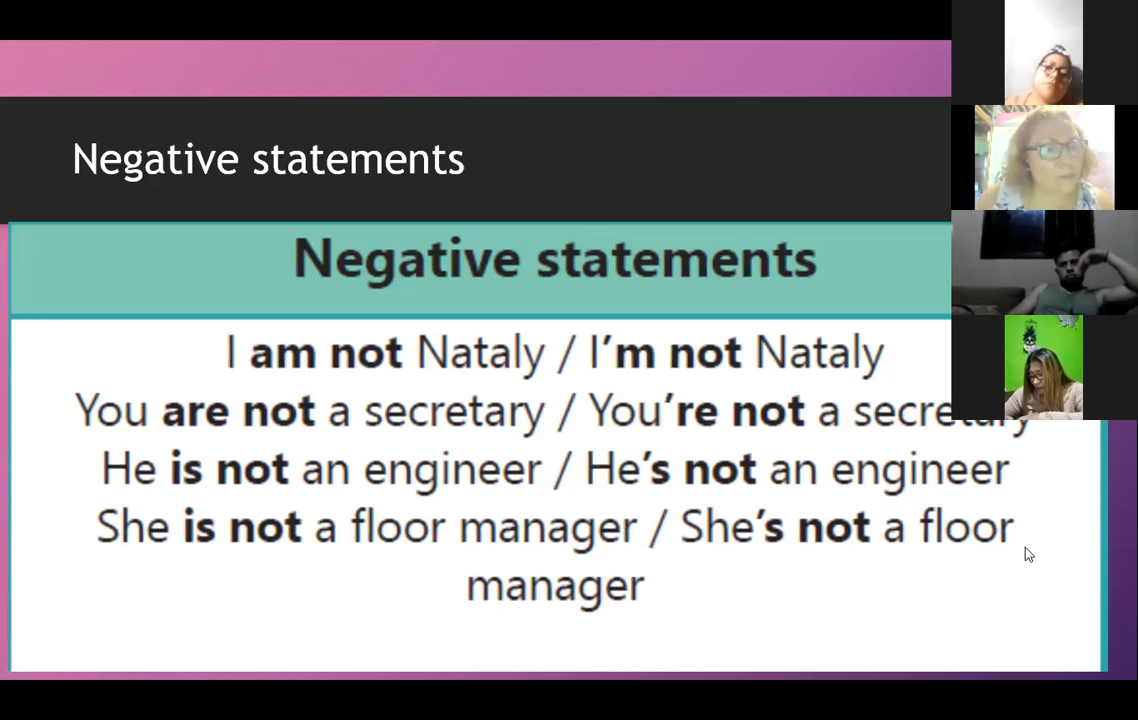 Negative statements
Negative statements
I am not Nataly / I'm not Nataly
You are not a secretary / You're not a secretary
He is not an engineer / He's not an engineer
She is not a floor manager / She's not a floor
manager